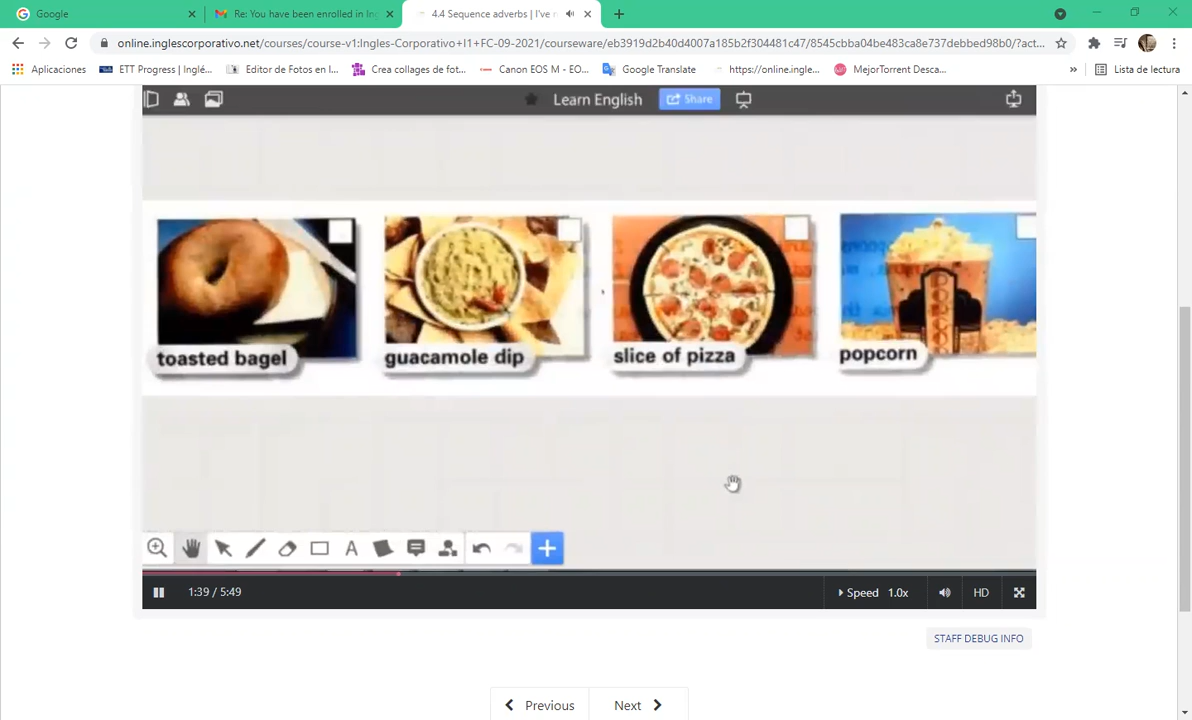 Google
Re: You have been enrolled in Ing
4.4 Sequence adverbs | I've r
online.inglescorporativo.net/courses/course-v1:Ingles-Corporativo+I1+FC-09-2021/courseware/eb3919d2b40d4007a185b2f304481c47/8545cbba04be483ca8e737debbed98b0/?act...
Aplicaciones
ETT Progress | Inglé...
Editor de Fotos en l...
Crea collages de fot...
Canon EOS M - EO...
Google Translate
https://online.ingle...
MejorTorrent Desca...
»
Lista de lectura
Learn English
Share
toasted bagel
guacamole dip
slice of pizza
popcorn
A
1:39 / 5:49
Speed 1.0x
HD
STAFF DEBUG INFO
Previous
Next